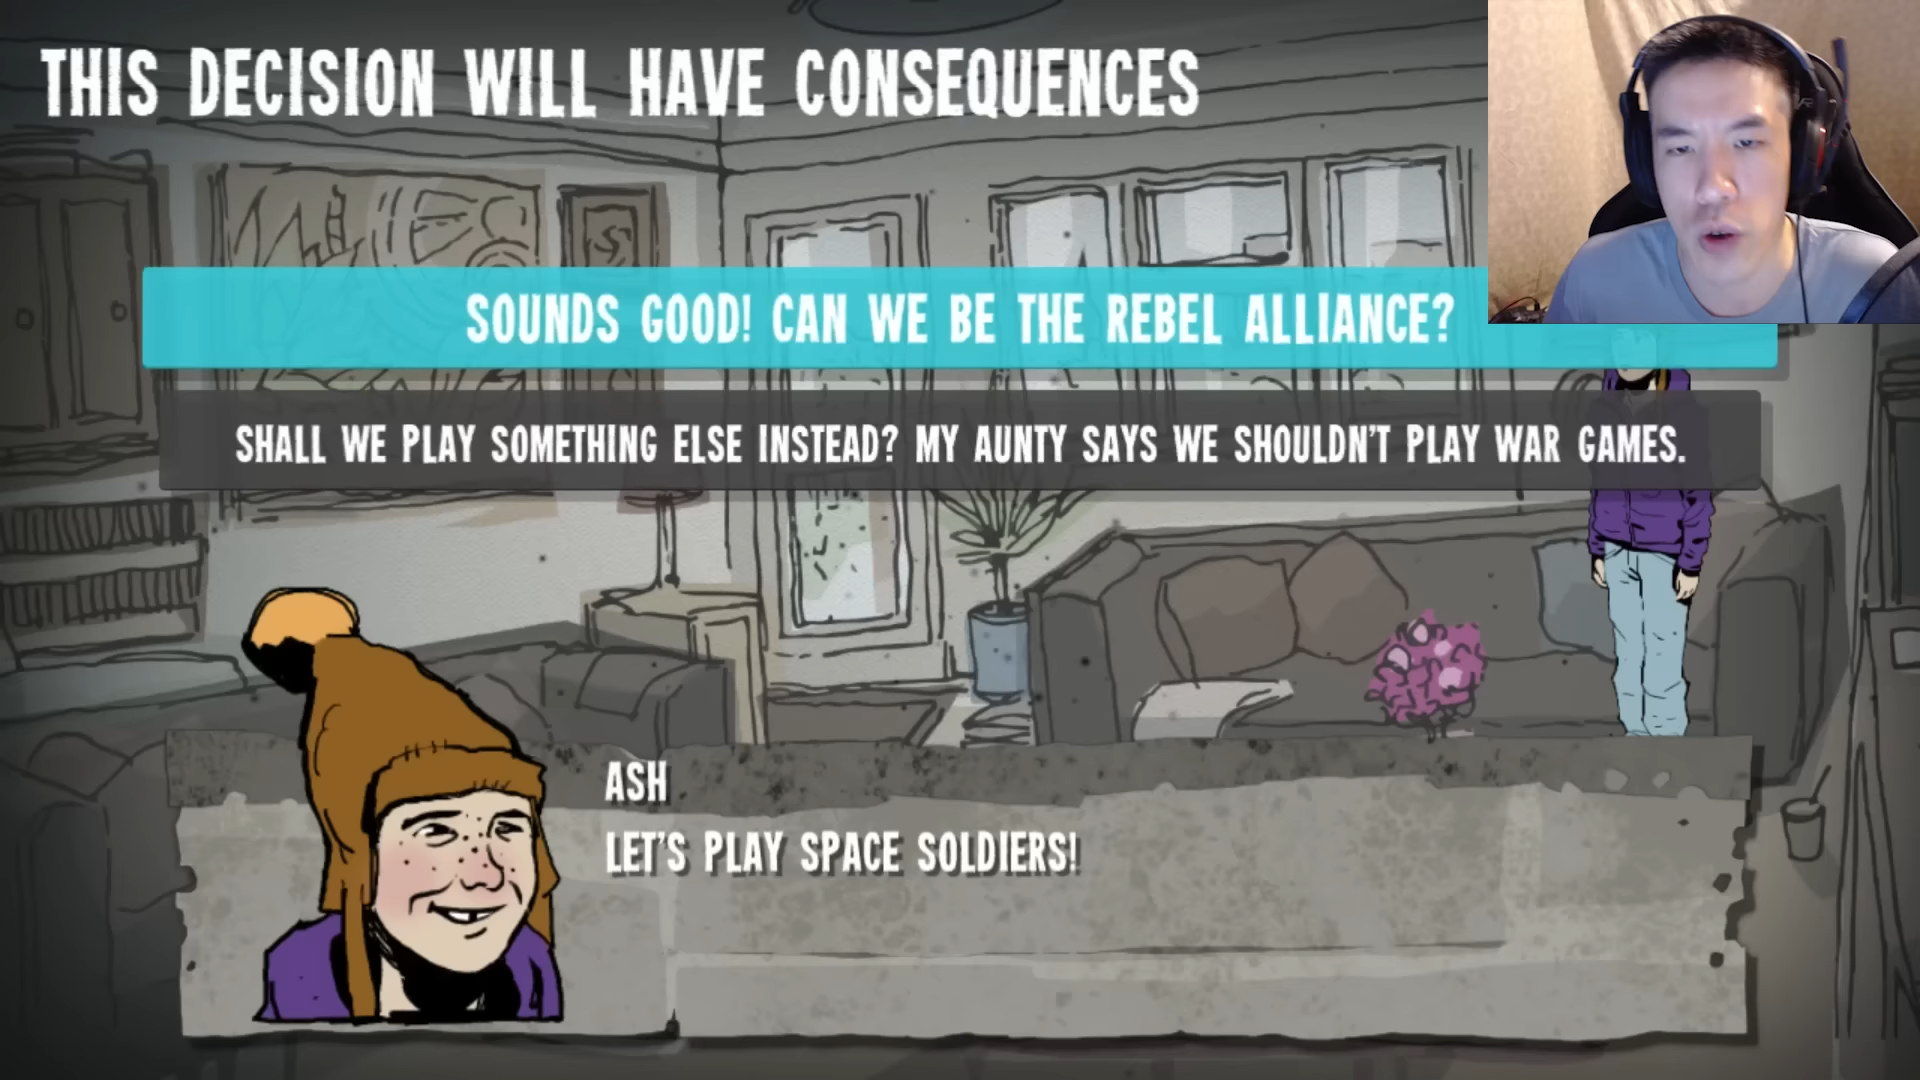 THIS DECISION WILL HAVE CONSEQUENCES
SOUNDS GOOD! CAN WE BE THE REBEL ALLIANCE?
SHALL WE PLAY SOMETHING ELSE INSTEAD? MY AUNTY SAYS WE SHOULDN'T PLAY WAR GAMES.
ASH
LET'S PLAY SPACE SOLDIERS!